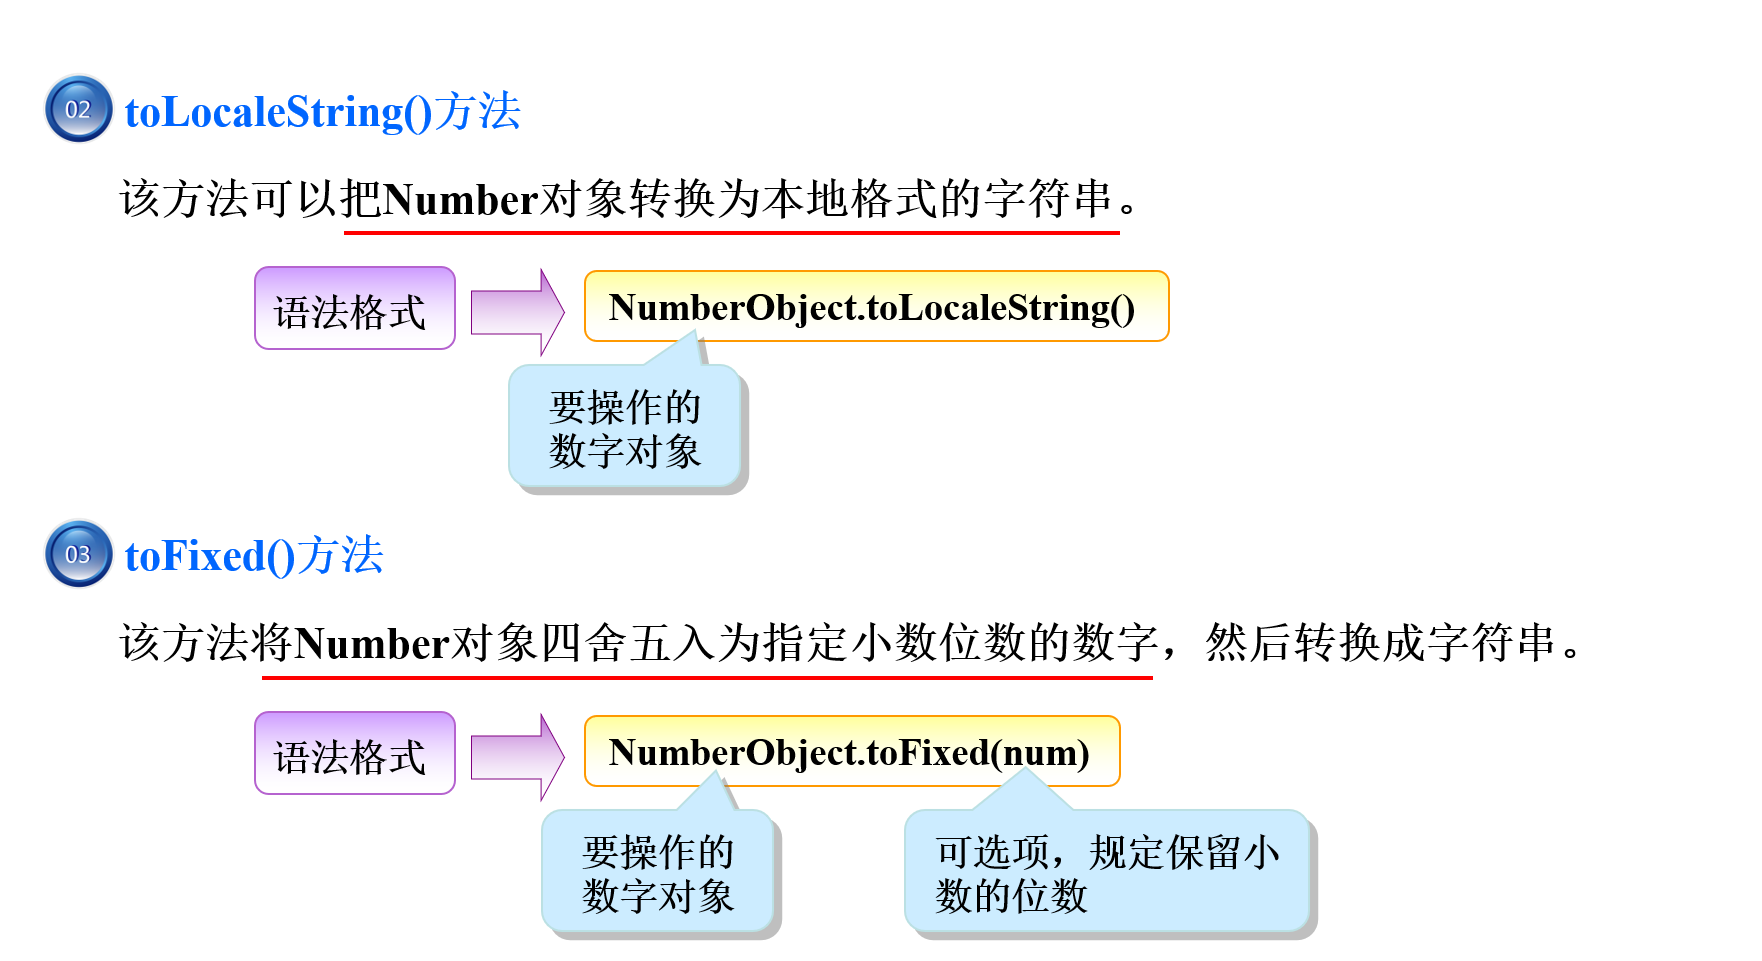 02 toLocaleString()方法
该方法可以把Number对象转换为本地格式的字符串。
语法格式 NumberObject.toLocaleString()
要操作的
数字对象
03 toFixed()方法
该方法将Number对象四舍五入为指定小数位数的数字，然后转换成字符串。
语法格式 NumberObject.toFixed(num)
要操作的
数字对象
可选项，规定保留小
数的位数